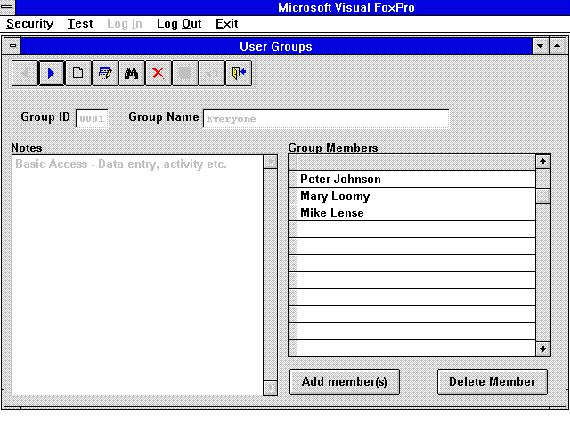 Microsoft Visual FoxPro
Security Test Log In Log Out Exit
User Groups
Group ID 0001 Group Name Everyone
Notes
Basic Access - Data entry, activity etc.
Group Members
Peter Johnson
Mary Loomy
Mike Lense
Add member(s) Delete Member